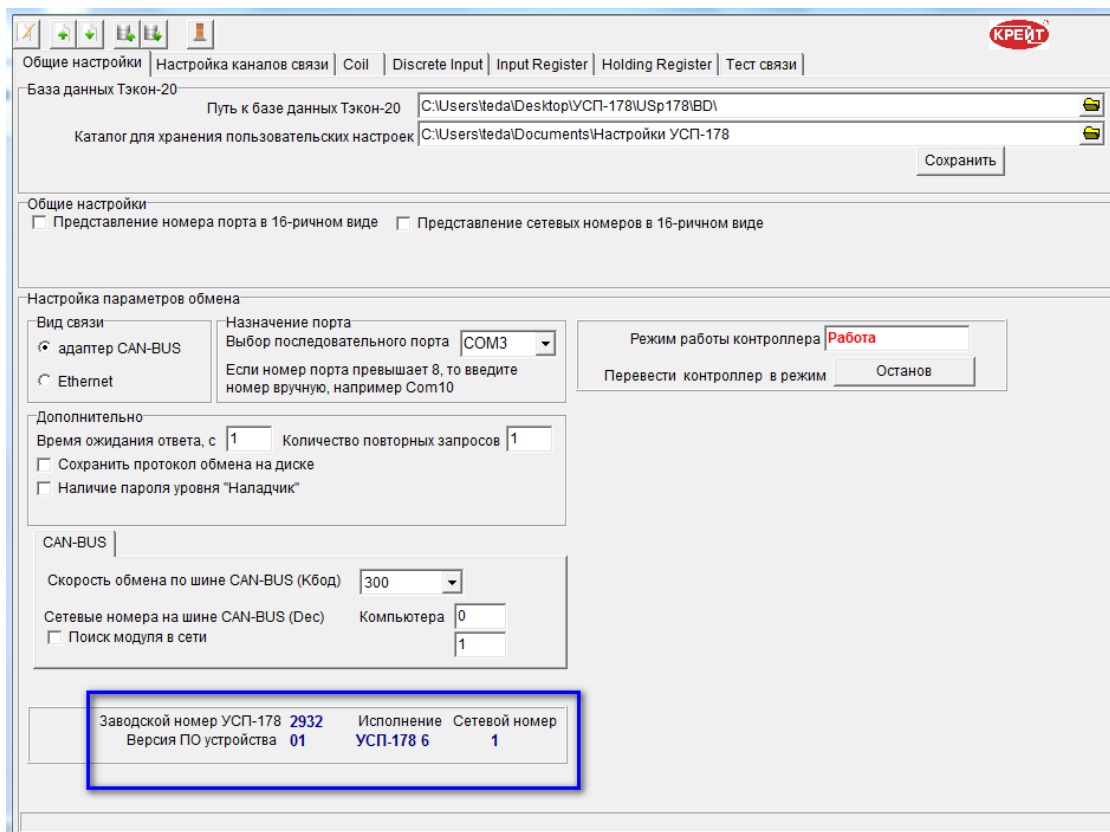 КРЕЙТ
Общие настройки Настройка каналов связи Coil Discrete Input Input Register Holding Register Тест связи
База данных Тэкон-20
Путь к базе данных Тэкон-20 C:\Users\teda\Desktop\УСП-178\USp178\BD\
Каталог для хранения пользовательских настроек C:\Users\teda\Documents\Настройки УСП-178
Сохранить
Общие настройки
Представление номера порта в 16-ричном виде Представление сетевых номеров в 16-ричном виде
Настройка параметров обмена
Вид связи
адаптер CAN-BUS
Ethernet
Назначение порта
Выбор последовательного порта COM3
Если номер порта превышает 8, то введите
номер вручную, например Com10
Режим работы контроллера Работа
Перевести контроллер в режим Останов
Дополнительно
Время ожидания ответа, с 1 Количество повторных запросов 1
Сохранить протокол обмена на диске
Наличие пароля уровня "Наладчик"
CAN-BUS
Скорость обмена по шине CAN-BUS (Кбод) 300
Сетевые номера на шине CAN-BUS (Dec) Компьютера 0
Поиск модуля в сети 1
Заводской номер УСП-178 2932 Исполнение Сетевой номер
Версия ПО устройства 01 УСП-178 6 1